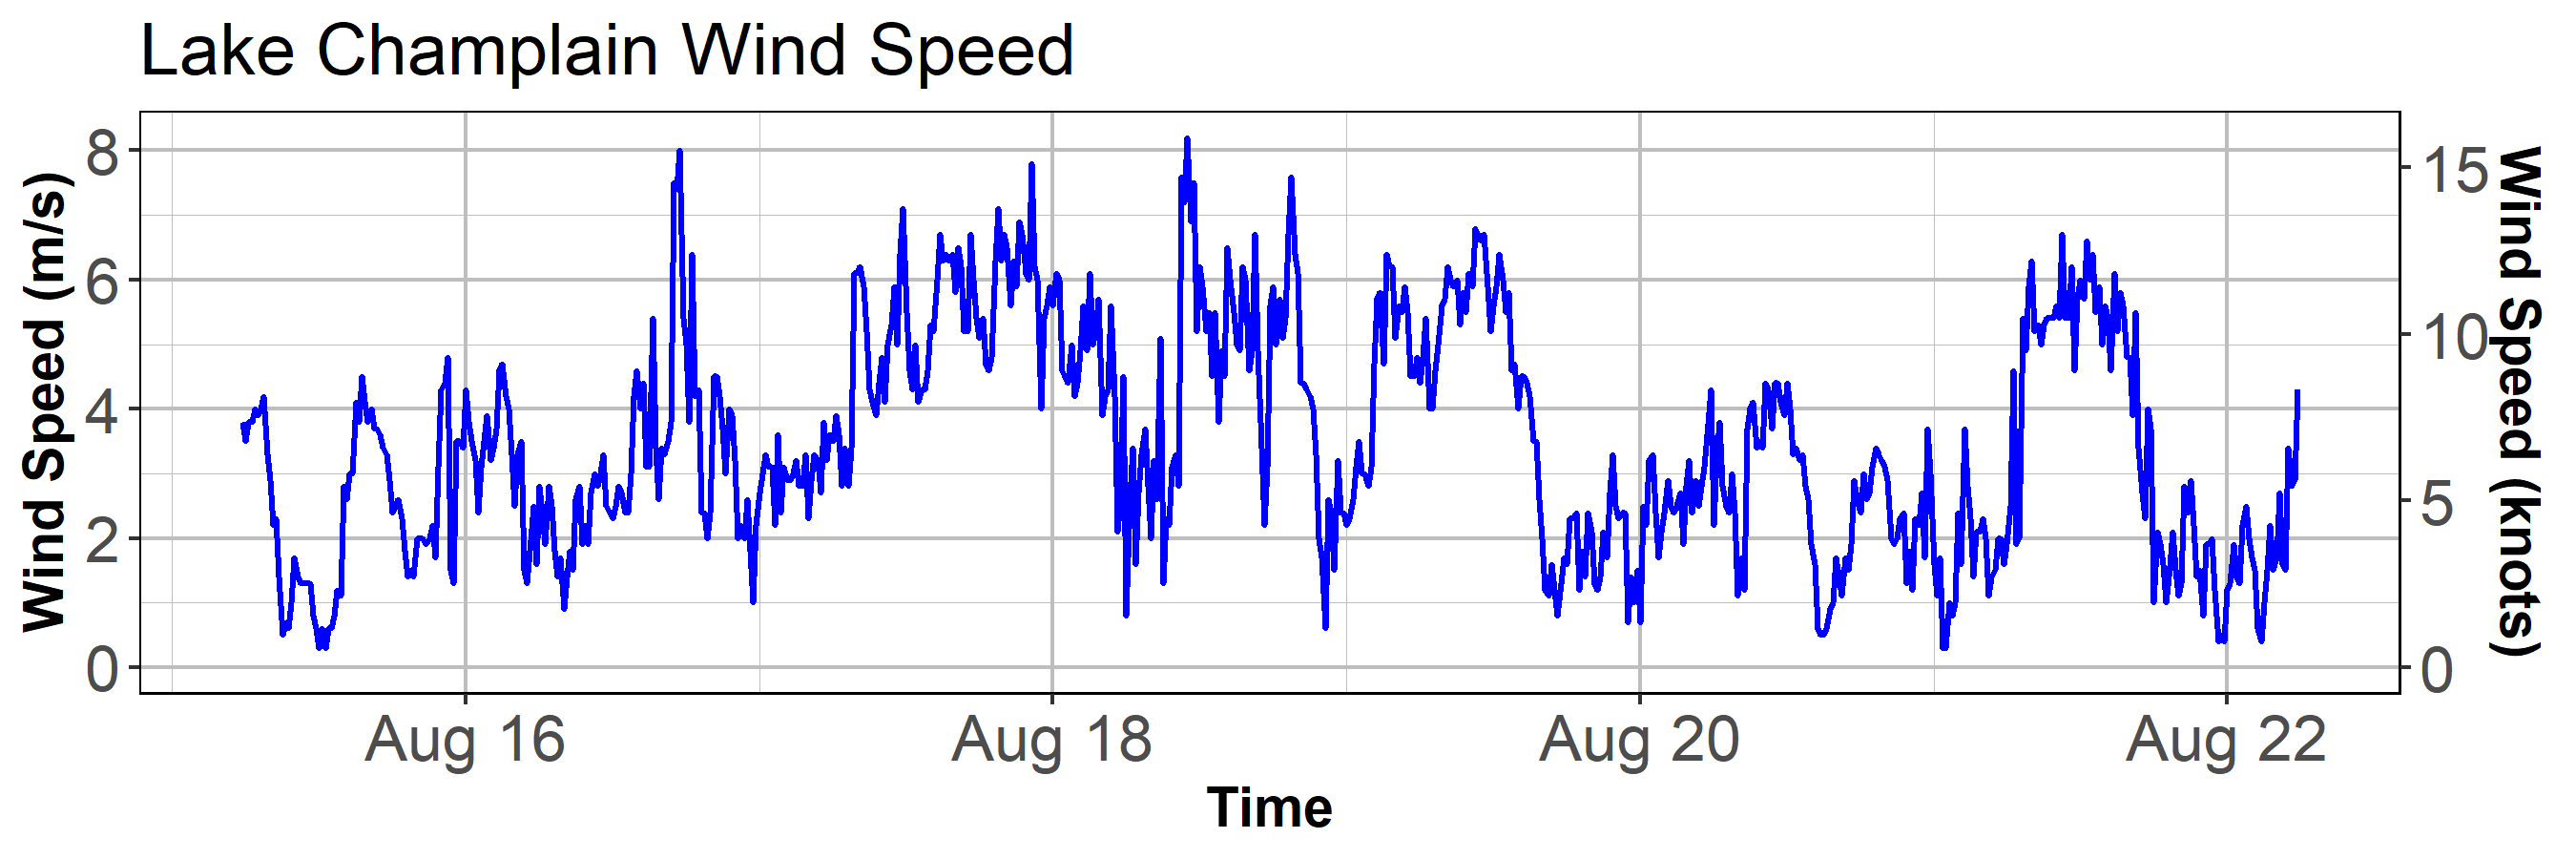 Lake Champlain Wind Speed
Wind Speed (m/s)
8
6
4
2
0
15
10
5
0
Wind Speed (knots)
Aug 16
Aug 18
Aug 20
Aug 22
Time